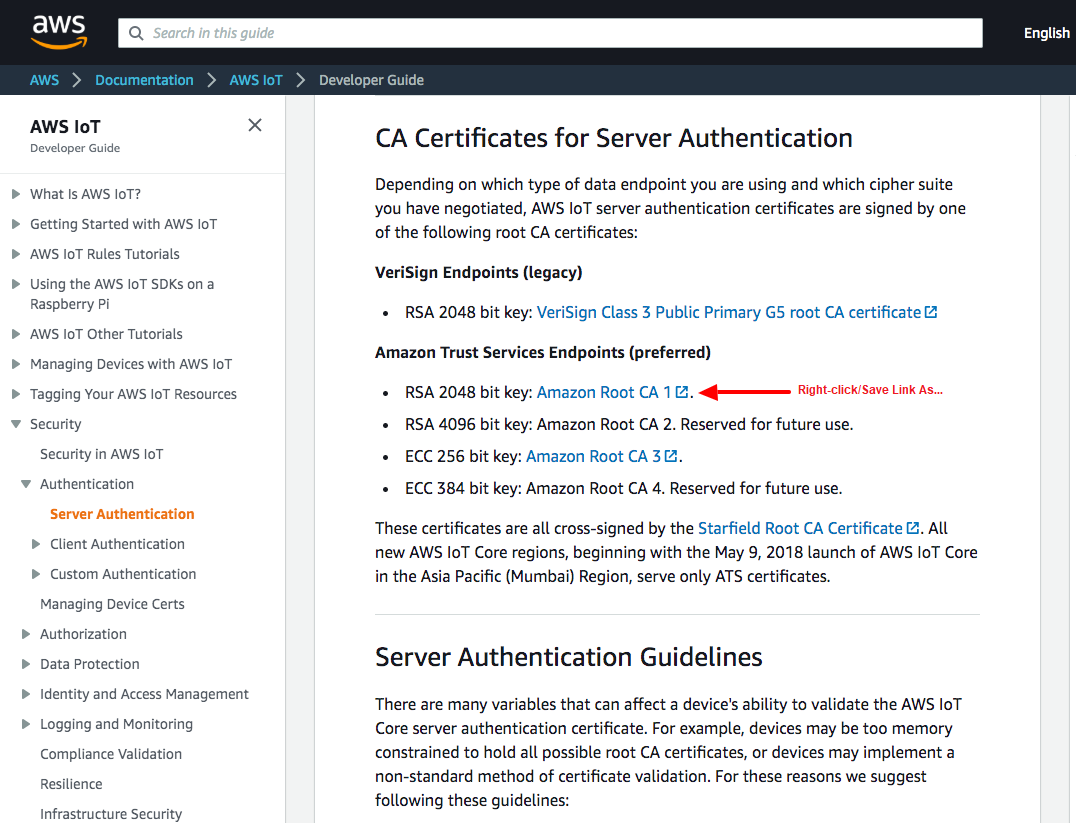 aws
Search in this guide
English
AWS
Documentation
AWS IoT
Developer Guide
AWS IoT
Developer Guide
What Is AWS IoT?
Getting Started with AWS IoT
AWS IoT Rules Tutorials
Using the AWS IoT SDKs on a
Raspberry Pi
AWS IoT Other Tutorials
Managing Devices with AWS IoT
Tagging Your AWS IoT Resources
Security
Security in AWS IoT
Authentication
Server Authentication
Client Authentication
Custom Authentication
Managing Device Certs
Authorization
Data Protection
Identity and Access Management
Logging and Monitoring
Compliance Validation
Resilience
Infrastructure Security
CA Certificates for Server Authentication
Depending on which type of data endpoint you are using and which cipher suite
you have negotiated, AWS IoT server authentication certificates are signed by one
of the following root CA certificates:
VeriSign Endpoints (legacy)
• RSA 2048 bit key: VeriSign Class 3 Public Primary G5 root CA certificate
Amazon Trust Services Endpoints (preferred)
• RSA 2048 bit key: Amazon Root CA 1. Right-click/Save Link As...
• RSA 4096 bit key: Amazon Root CA 2. Reserved for future use.
• ECC 256 bit key: Amazon Root CA 3.
• ECC 384 bit key: Amazon Root CA 4. Reserved for future use.
These certificates are all cross-signed by the Starfield Root CA Certificate. All
new AWS IoT Core regions, beginning with the May 9, 2018 launch of AWS IoT Core
in the Asia Pacific (Mumbai) Region, serve only ATS certificates.
Server Authentication Guidelines
There are many variables that can affect a device's ability to validate the AWS IoT
Core server authentication certificate. For example, devices may be too memory
constrained to hold all possible root CA certificates, or devices may implement a
non-standard method of certificate validation. For these reasons we suggest
following these guidelines: